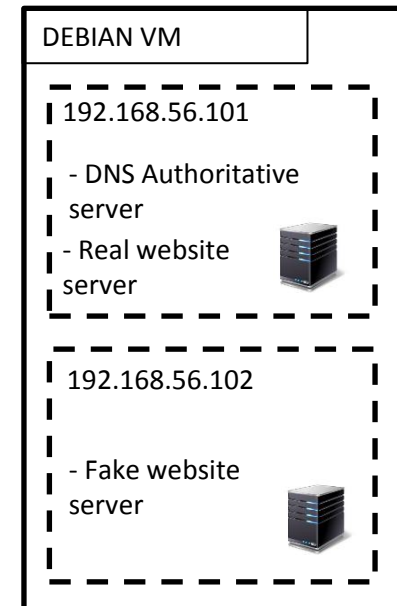 DEBIAN VM
192.168.56.101
- DNS Authoritative
server
- Real website
server
192.168.56.102
- Fake website
server